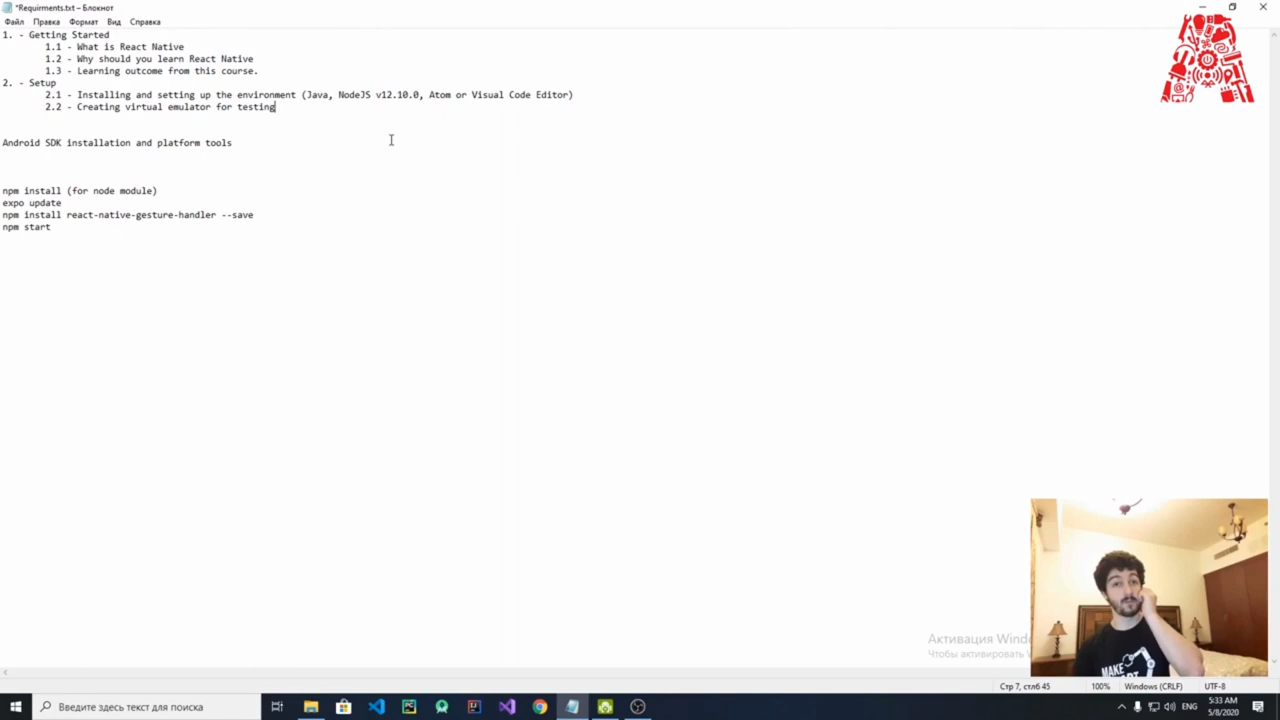 *Requirments.txt – Блокнот
Файл Правка Формат Вид Справка
1. - Getting Started
1.1 - What is React Native
1.2 - Why should you learn React Native
1.3 - Learning outcome from this course.
2. - Setup
2.1 - Installing and setting up the environment (Java, NodeJS v12.10.0, Atom or Visual Code Editor)
2.2 - Creating virtual emulator for testing
Android SDK installation and platform tools
npm install (for node module)
expo update
npm install react-native-gesture-handler --save
npm start
MAKE
Активация Wind
Чтобы активировать
Стр 7, стлб 45 100% Windows (CRLF) UTF-8
Введите здесь текст для поиска
ENG
5:33 AM
5/8/2020